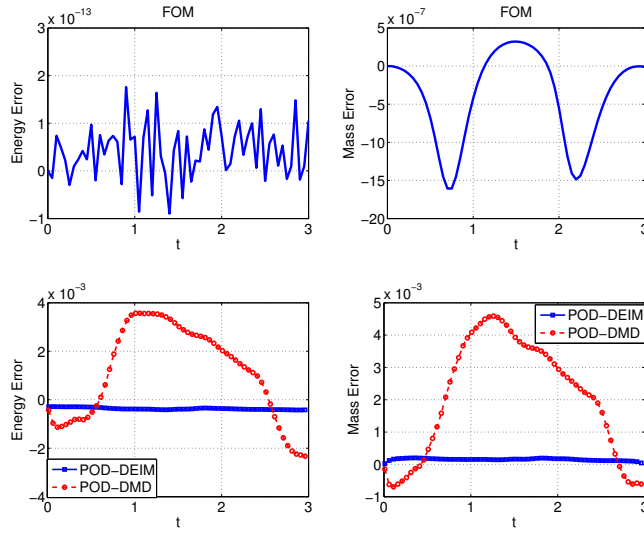 x 10⁻¹³
FOM
3
2
1
0
−1
0
1
2
3
t
Energy Error
x 10⁻⁷
FOM
5
0
−5
−10
−15
−20
0
1
2
3
t
Mass Error
x 10⁻³
4
2
0
−2
−4
0
1
2
3
t
Energy Error
POD−DEIM
POD−DMD
x 10⁻³
5
4
3
2
1
0
−1
0
1
2
3
t
Mass Error
POD−DEIM
POD−DMD